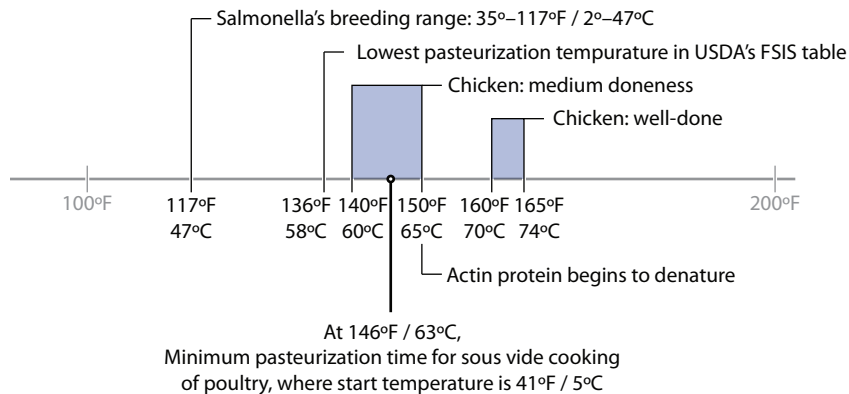 Salmonella’s breeding range: 35º–117ºF / 2º–47ºC
Lowest pasteurization tempurature in USDA’s FSIS table
Chicken: medium doneness
Chicken: well-done
100ºF
117ºF
47ºC
136ºF
58ºC
140ºF
60ºC
150ºF
65ºC
160ºF
70ºC
165ºF
74ºC
200ºF
Actin protein begins to denature
At 146ºF / 63ºC,
Minimum pasteurization time for sous vide cooking
of poultry, where start temperature is 41ºF / 5ºC